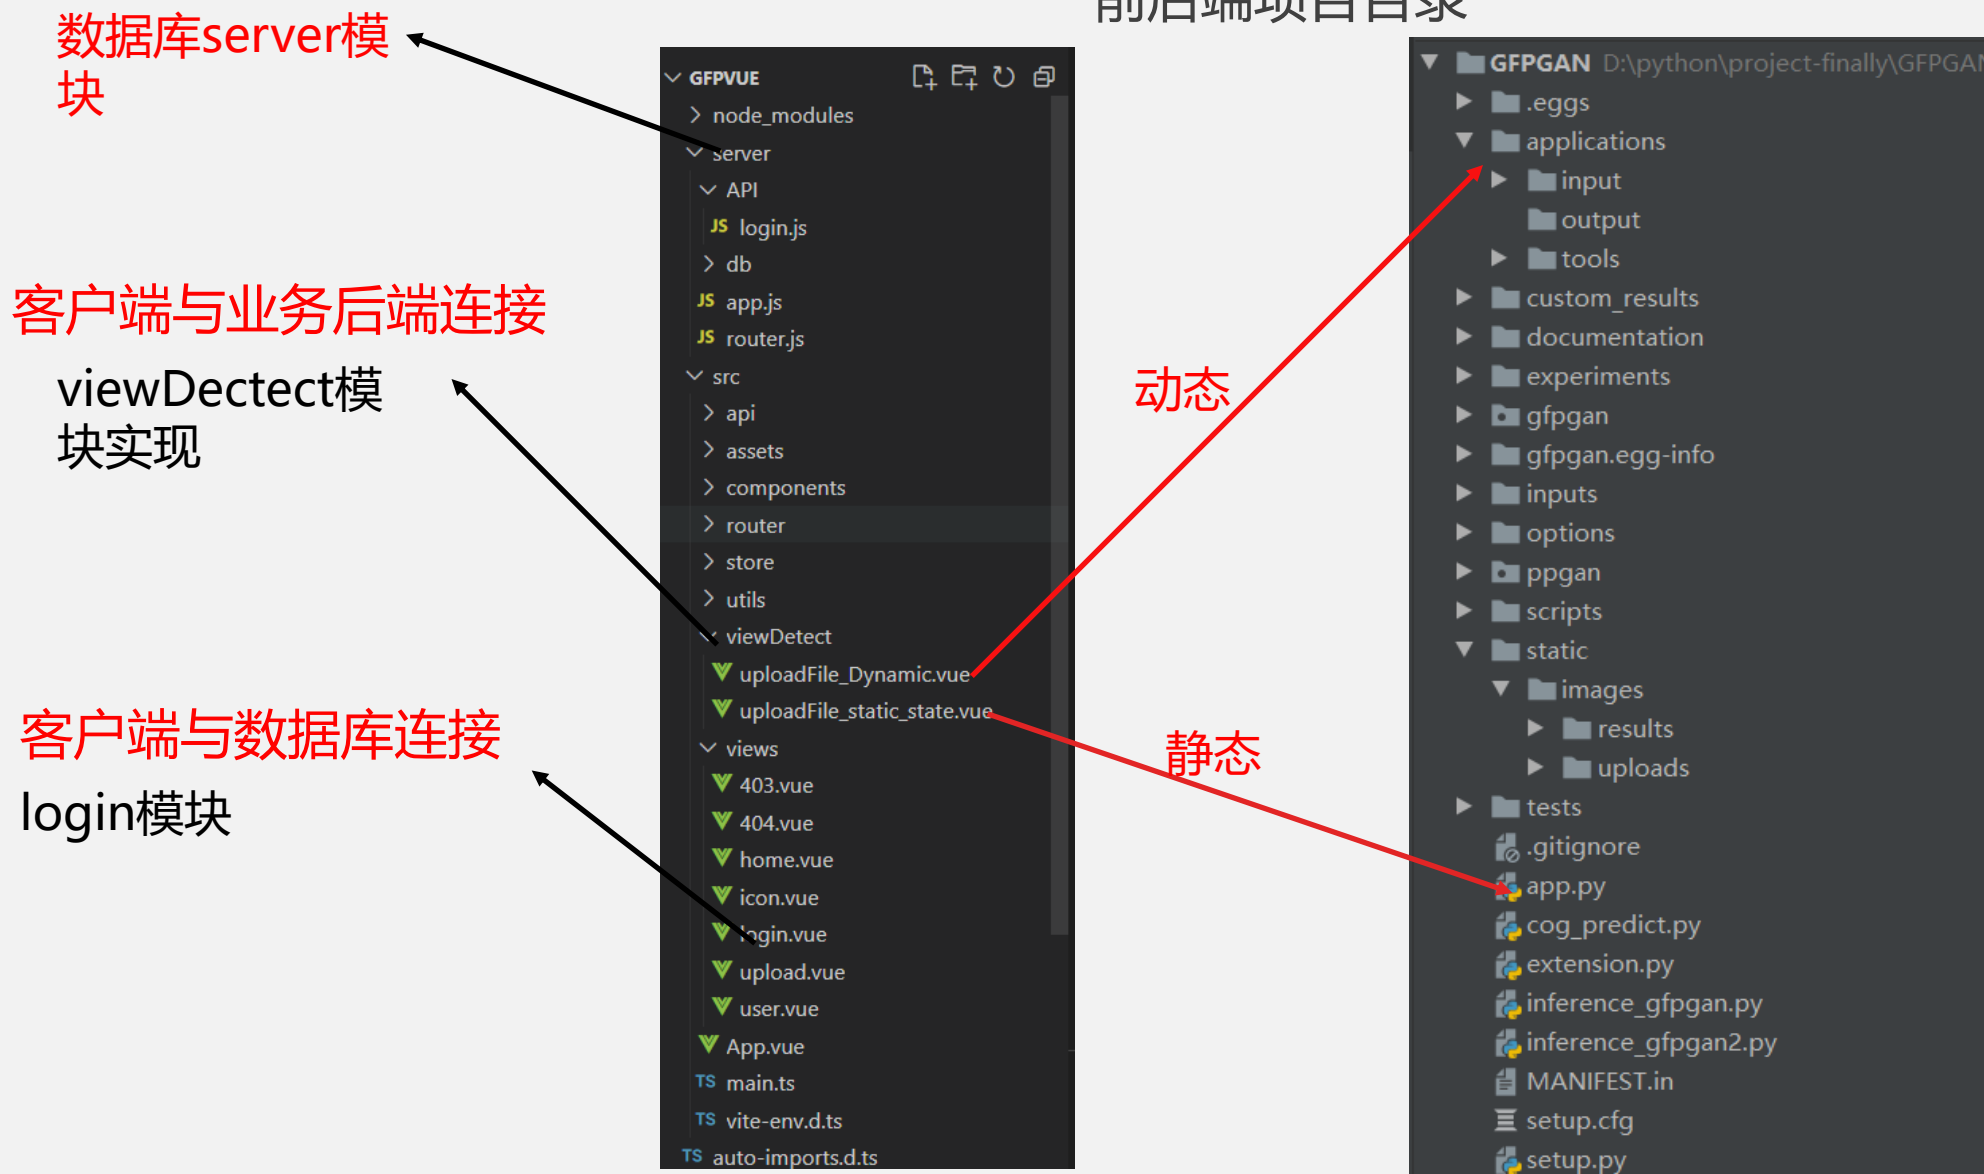 前后端项目目录
数据库server模
块
客户端与业务后端连接
viewDectect模
块实现
客户端与数据库连接
login模块
GFPVUE
node_modules
server
API
JS login.js
db
JS app.js
JS router.js
src
api
assets
components
router
store
utils
viewDetect
uploadFile_Dynamic.vue
uploadFile_static_state.vue
views
403.vue
404.vue
home.vue
icon.vue
login.vue
upload.vue
user.vue
App.vue
TS main.ts
TS vite-env.d.ts
TS auto-imports.d.ts
动态
静态
GFPGAN D:\python\project-finally\GFPGAN
.eggs
applications
input
output
tools
custom_results
documentation
experiments
gfpgan
gfpgan.egg-info
inputs
options
ppgan
scripts
static
images
results
uploads
tests
.gitignore
app.py
cog_predict.py
extension.py
inference_gfpgan.py
inference_gfpgan2.py
MANIFEST.in
setup.cfg
setup.py